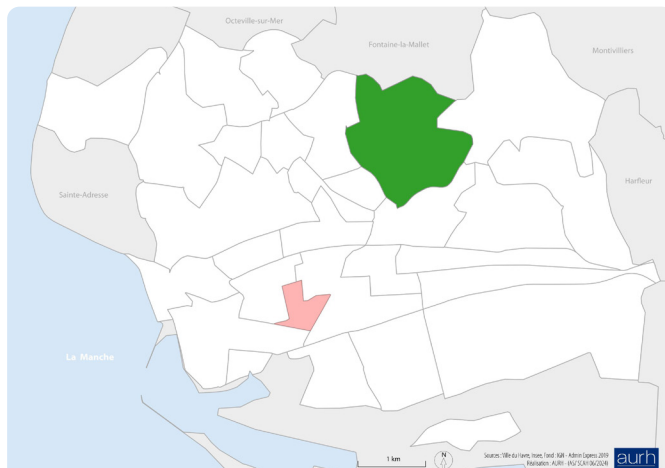 Octeville-sur-Mer
Fontaine-la-Mallet
Montivilliers
Sainte-Adresse
Harfleur
La Manche
1 km
N
Sources : Ville du Havre, Insee, Fond : IGN - Admin Express 2019
Réalisation : AURH - (AS/ SCAH 06/2024)
aurh